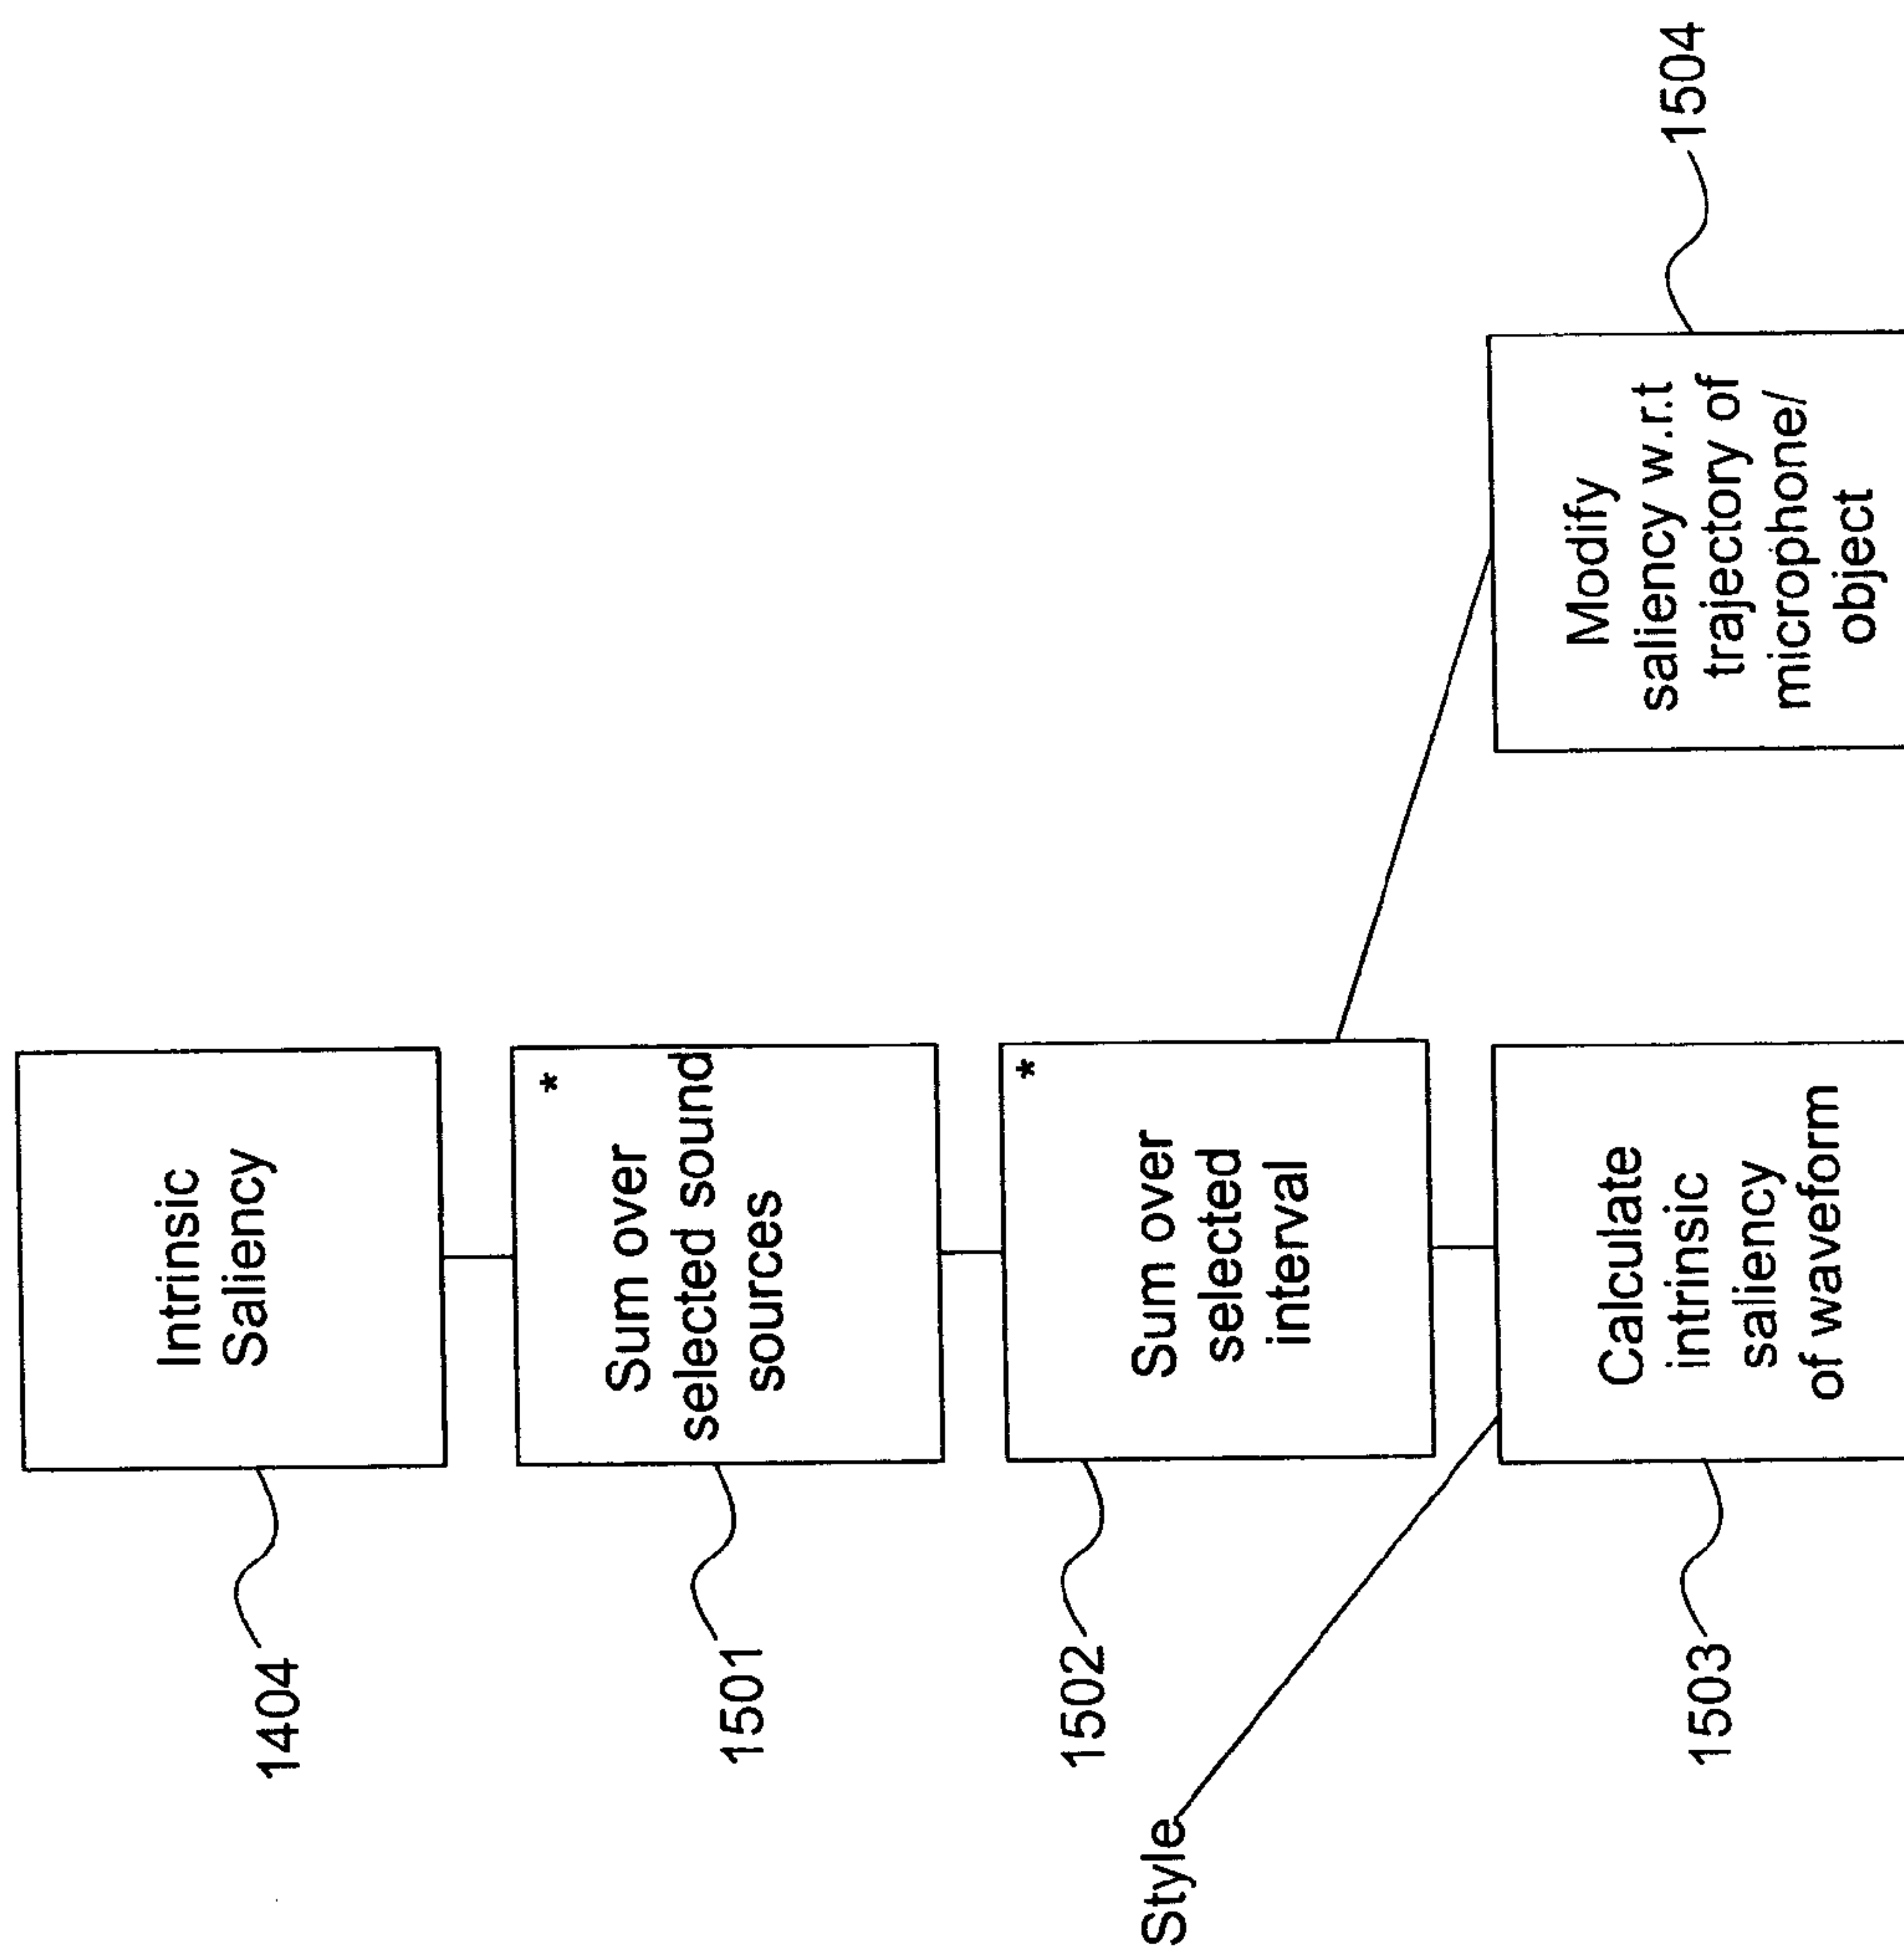 1404
Intrinsic
Saliency
1501
*
Sum over
selected sound
sources
1502
*
Sum over
selected
interval
Style
1503
Calculate
intrinsic
saliency
of waveform
Modify
saliency w.r.t
trajectory of
microphone/
object
1504